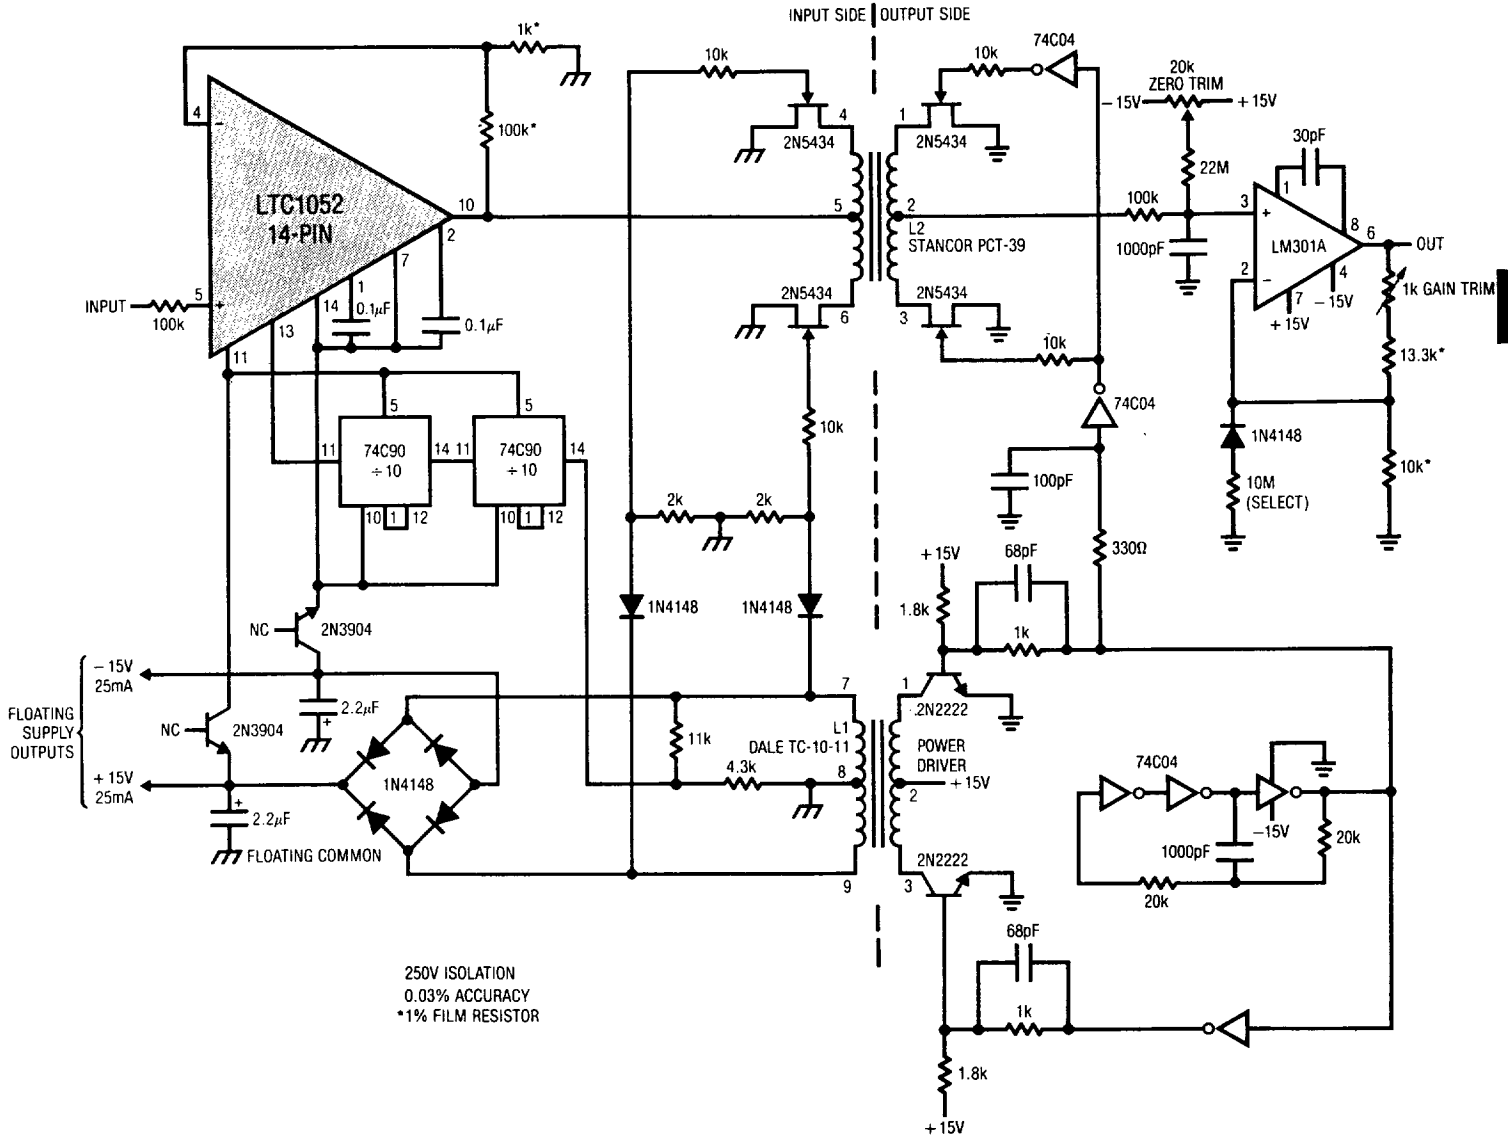 INPUT SIDE
OUTPUT SIDE
1k*
100k*
4
−
LTC1052
14-PIN
10
2
7
1
14
13
11
5
+
INPUT
100k
0.1µF
0.1µF
10k
4
2N5434
5
2N5434
6
10k
1
2N5434
10k
74C04
2
L2
STANCOR PCT-39
2N5434
3
10k
74C04
100pF
330Ω
20k
ZERO TRIM
−15V
+15V
22M
100k
1000pF
30pF
1
3
+
8
6
OUT
LM301A
2
−
4
−15V
7
+15V
1k GAIN TRIM
13.3k*
1N4148
10M
(SELECT)
10k*
5
5
11
74C90
÷10
14
11
74C90
÷10
14
10
1
12
10
1
12
2k
2k
1N4148
1N4148
NC
2N3904
−15V
25mA
FLOATING
SUPPLY
OUTPUTS
NC
2N3904
+15V
25mA
2.2µF
+
+
2.2µF
FLOATING COMMON
1N4148
11k
4.3k
7
L1
DALE TC-10-11
8
9
+15V
1.8k
68pF
1k
1
2N2222
POWER
DRIVER
+15V
2
2N2222
3
74C04
−15V
1000pF
20k
20k
68pF
1k
1.8k
+15V
250V ISOLATION
0.03% ACCURACY
*1% FILM RESISTOR